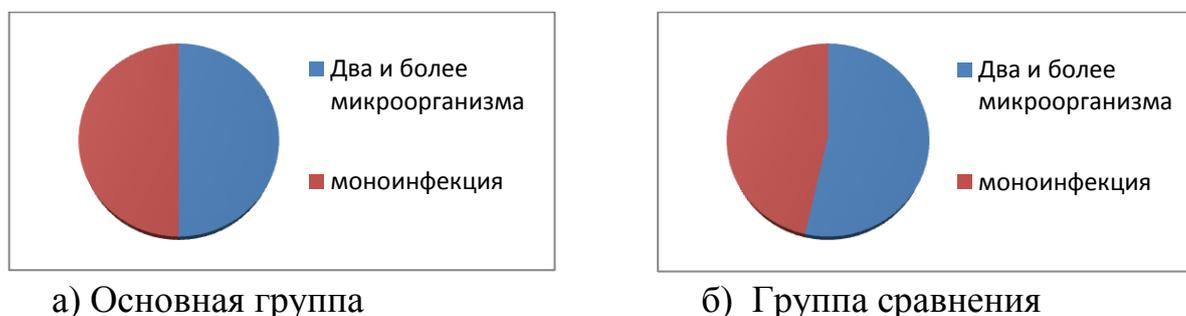 Два и более
микроорганизма
моноинфекция
Два и более
микроорганизма
моноинфекция
а) Основная группа
б) Группа сравнения